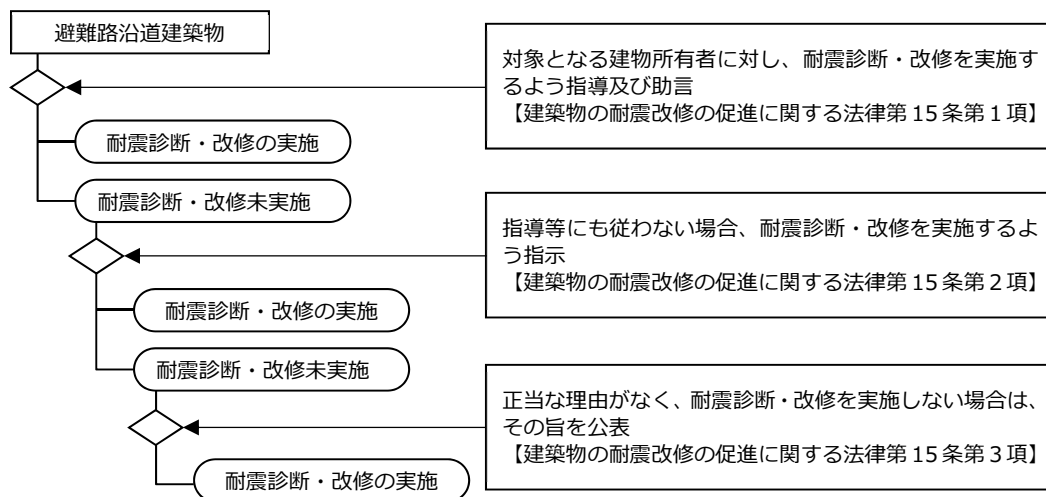 避難路沿道建築物
対象となる建物所有者に対し、耐震診断・改修を実施す
るよう指導及び助言
【建築物の耐震改修の促進に関する法律第15条第1項】
耐震診断・改修の実施
耐震診断・改修未実施
指導等にも従わない場合、耐震診断・改修を実施するよ
う指示
【建築物の耐震改修の促進に関する法律第15条第2項】
耐震診断・改修の実施
耐震診断・改修未実施
正当な理由がなく、耐震診断・改修を実施しない場合は、
その旨を公表
【建築物の耐震改修の促進に関する法律第15条第3項】
耐震診断・改修の実施